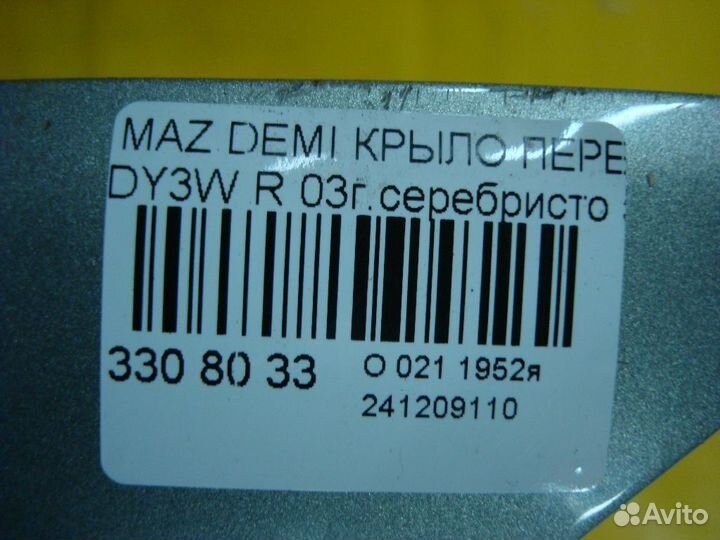 MAZ DEMI КРЫЛО ПЕРЕ
DY3W R 03г.серебристо
330 80 33
О 021 1952я
241209110
Avito